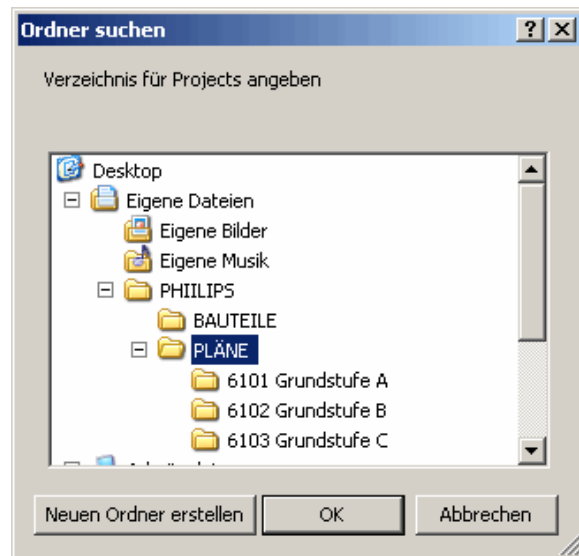 Ordner suchen
Verzeichnis für Projects angeben
Desktop
Eigene Dateien
Eigene Bilder
Eigene Musik
PHIILIPS
BAUTEILE
PLÄNE
6101 Grundstufe A
6102 Grundstufe B
6103 Grundstufe C
Neuen Ordner erstellen OK Abbrechen